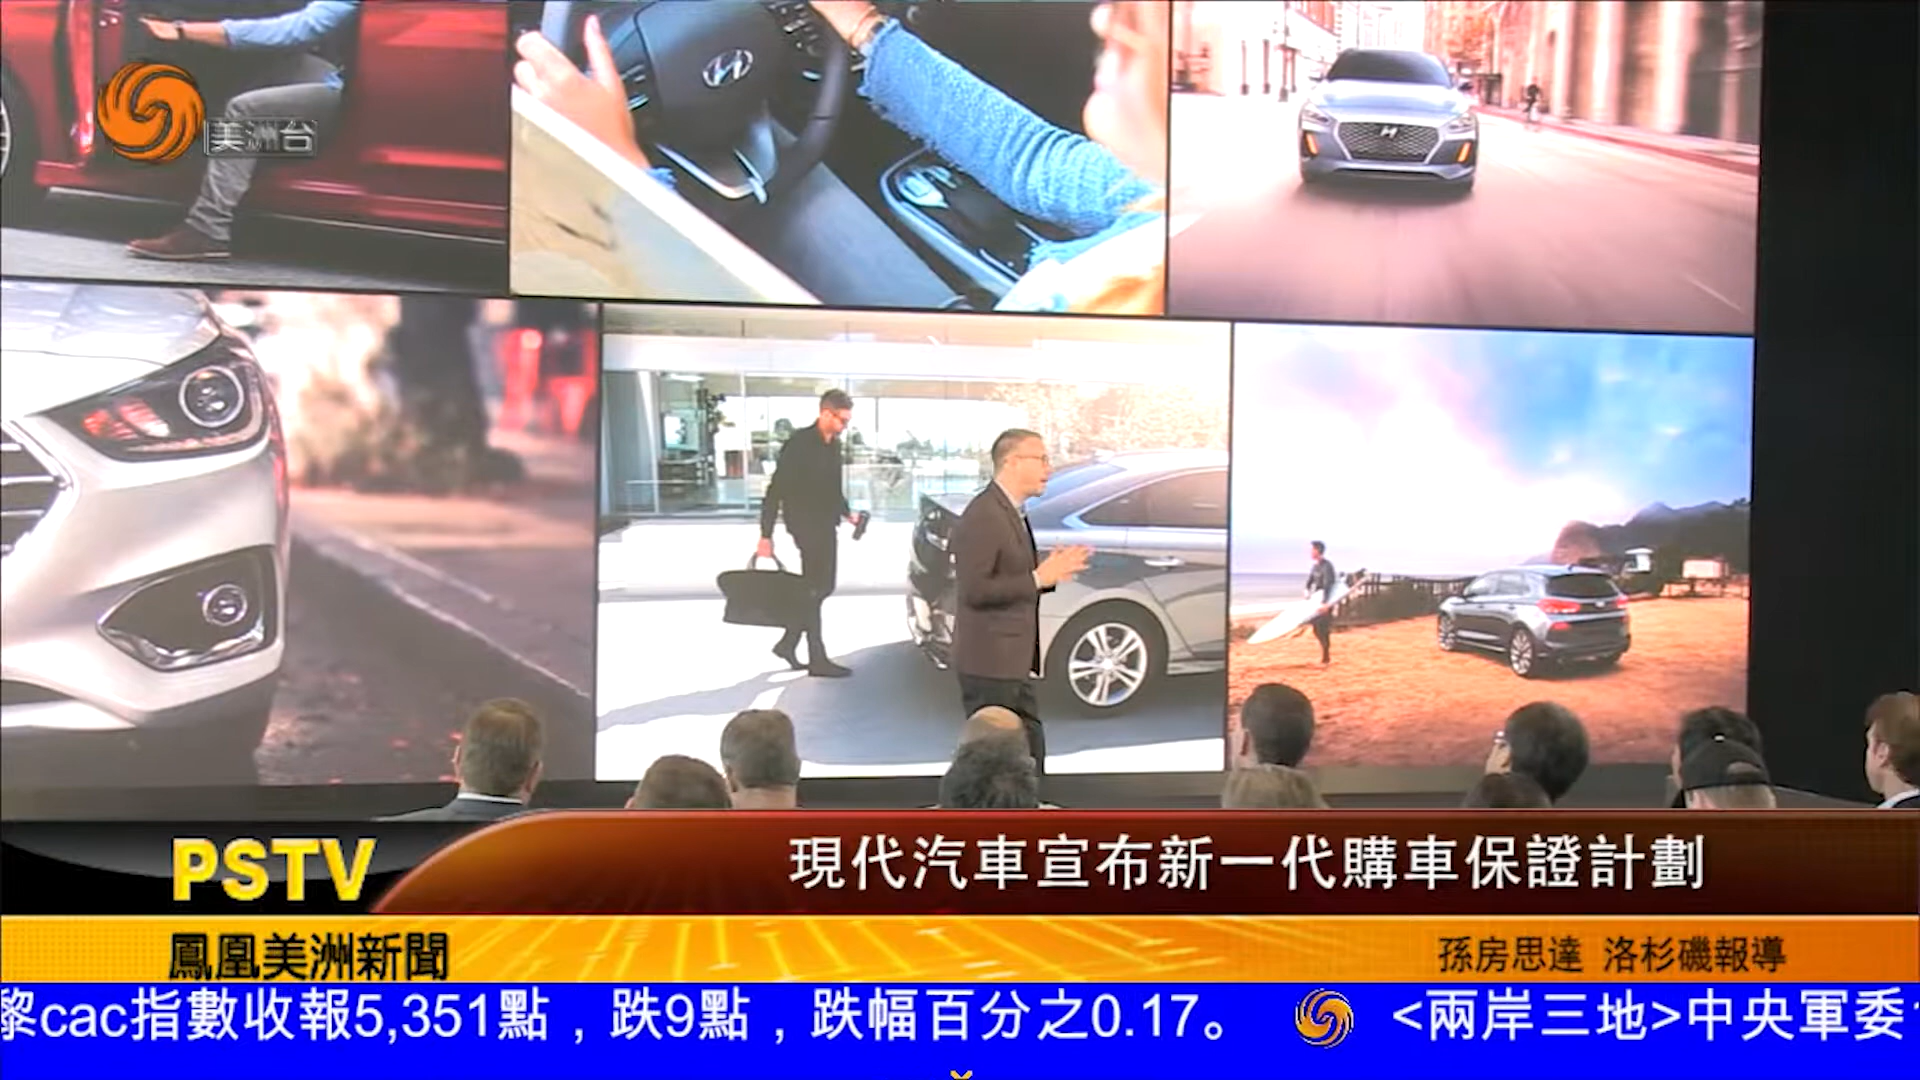 美洲台
PSTV
現代汽車宣布新一代購車保證計劃
鳳凰美洲新聞
孫房思達 洛杉磯報導
黎cac指數收報5,351點，跌9點，跌幅百分之0.17。 <兩岸三地>中央軍委